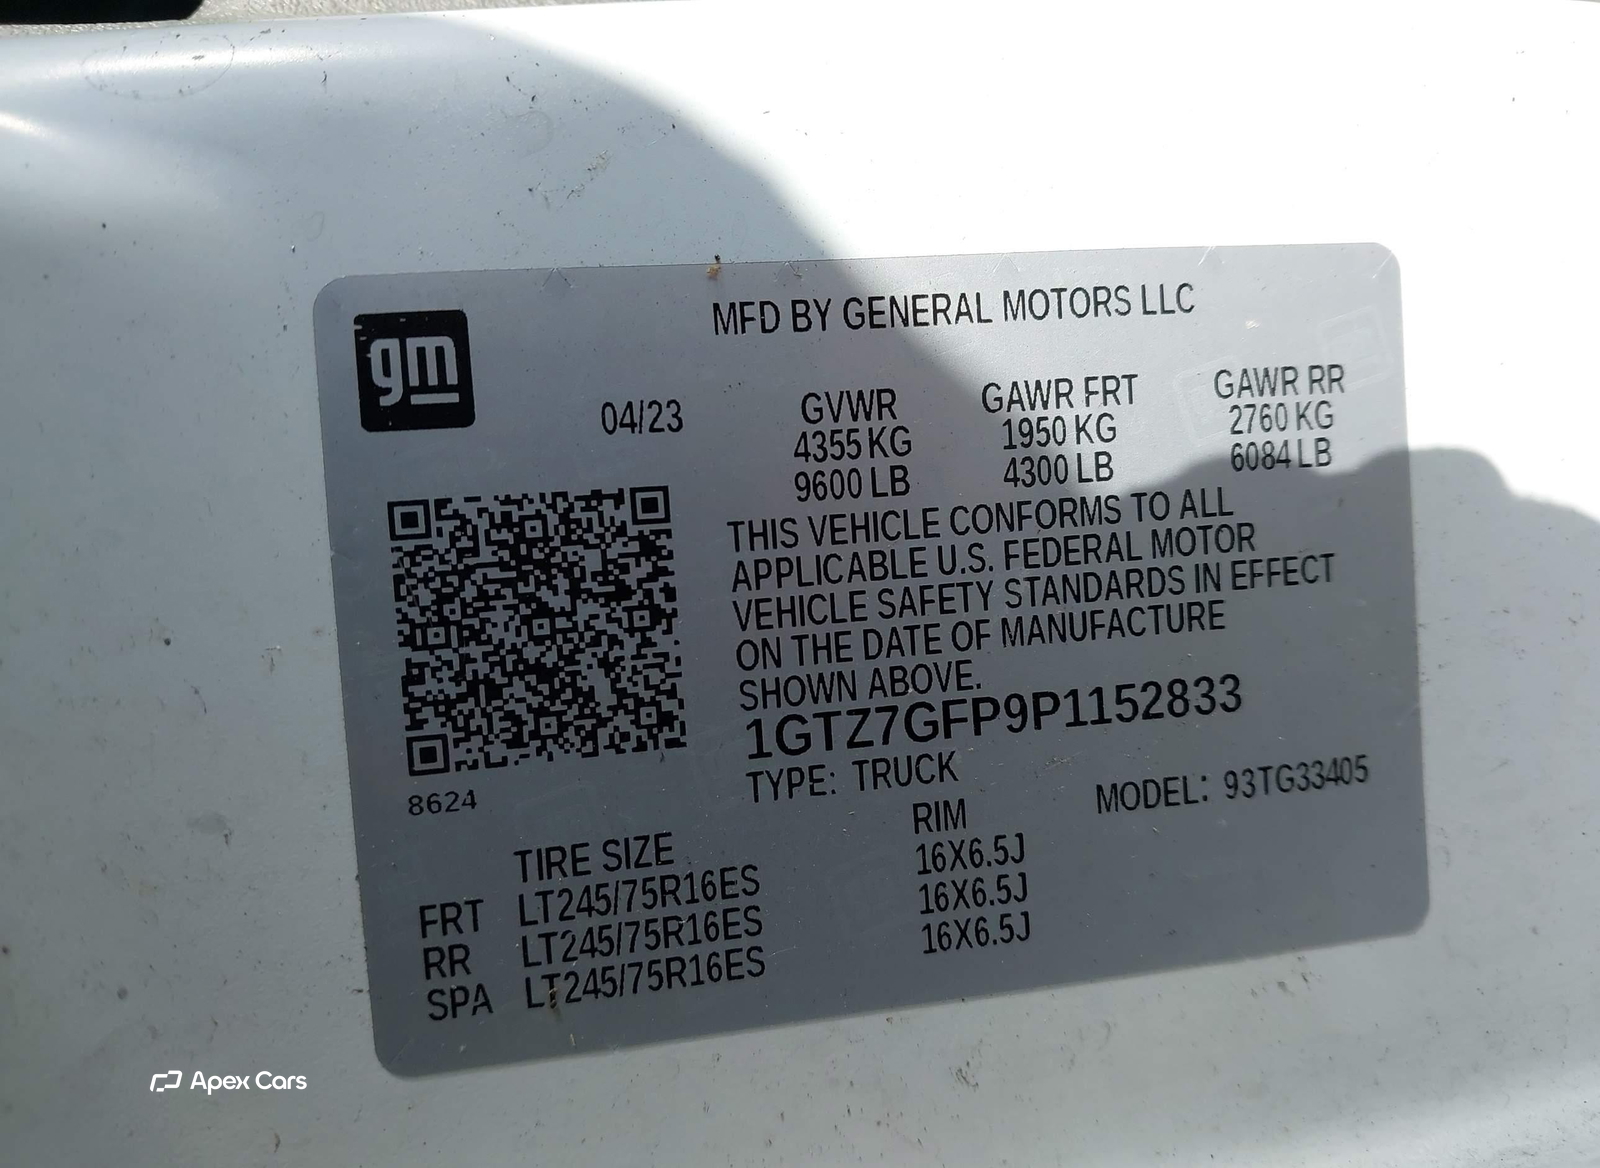 gm
MFD BY GENERAL MOTORS LLC
04/23
GVWR GAWR FRT GAWR RR
4355 KG 1950 KG 2760 KG
9600 LB 4300 LB 6084 LB
THIS VEHICLE CONFORMS TO ALL
APPLICABLE U.S. FEDERAL MOTOR
VEHICLE SAFETY STANDARDS IN EFFECT
ON THE DATE OF MANUFACTURE
SHOWN ABOVE.
1GTZ7GFP9P1152833
TYPE: TRUCK MODEL: 93TG33405
8624
TIRE SIZE RIM
FRT LT245/75R16ES 16X6.5J
RR LT245/75R16ES 16X6.5J
SPA LT245/75R16ES 16X6.5J
Apex Cars